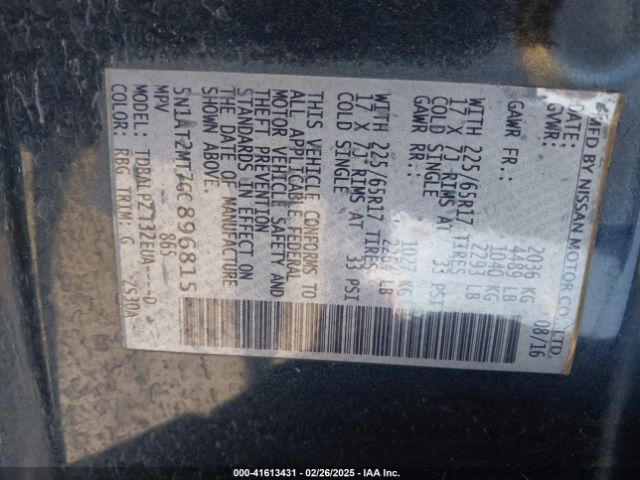 MFD BY NISSAN MOTOR CO., LTD.
DATE: 08/16
GVWR: 2036 KG
4489 LB
GAWR FR.: 1040 KG
2293 LB
WITH 225/65R17 TIRES
17 X 7J RIMS AT
COLD SINGLE 33 PSI
GAWR RR.: 1027 KG
LB
WITH 225/65R17 TIRES
17 X 7J RIMS AT
COLD SINGLE 33 PSI
THIS VEHICLE CONFORMS TO
ALL APPLICABLE FEDERAL
MOTOR VEHICLE SAFETY AND
THEFT PREVENTION
STANDARDS IN EFFECT ON
THE DATE OF MANUFACTURE
SHOWN ABOVE.
5N1AT2MT7GC896815
MPV 865
MODEL:
COLOR: RBG TRIM: G 2530A
000-41613431 - 02/26/2025 - IAA Inc.